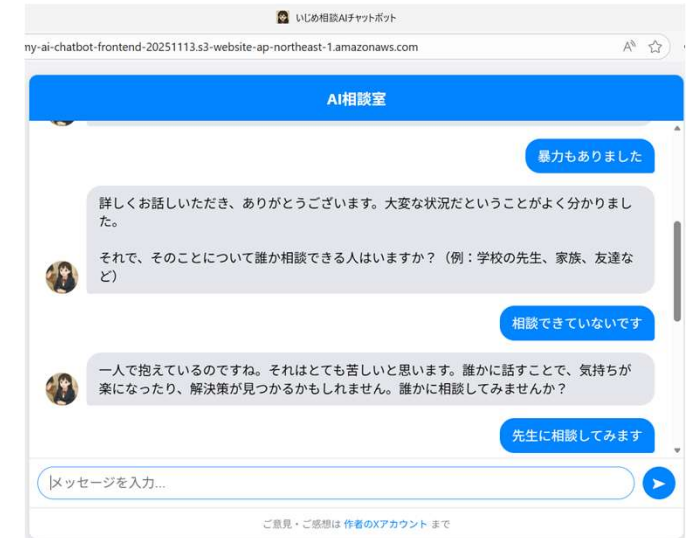 いじめ相談AIチャットボット
my-ai-chatbot-frontend-20251113.s3-website-ap-northeast-1.amazonaws.com
AI相談室
暴力もありました
詳しくお話しいただき、ありがとうございます。大変な状況だということがよく分かりまし
た。
それで、そのことについて誰か相談できる人はいますか？（例：学校の先生、家族、友達な
ど）
相談できていないです
一人で抱えているのですね。それはとても苦しいと思います。誰かに話すことで、気持ちが
楽になったり、解決策が見つかるかもしれません。誰かに相談してみませんか？
先生に相談してみます
メッセージを入力...
ご意見・ご感想は 作者のXアカウント まで